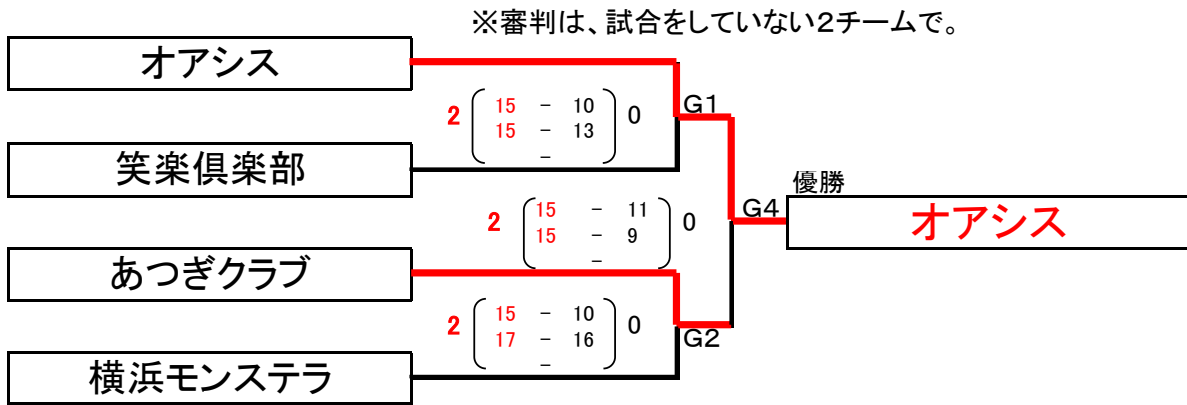 ※審判は、試合をしていない2チームで。
オアシス
2 15 － 10 0
15 － 13
－
G1
笑楽倶楽部
優勝
2 15 － 11 0
15 － 9
－
G4
オアシス
あつぎクラブ
2 15 － 10 0
17 － 16
－
G2
横浜モンステラ